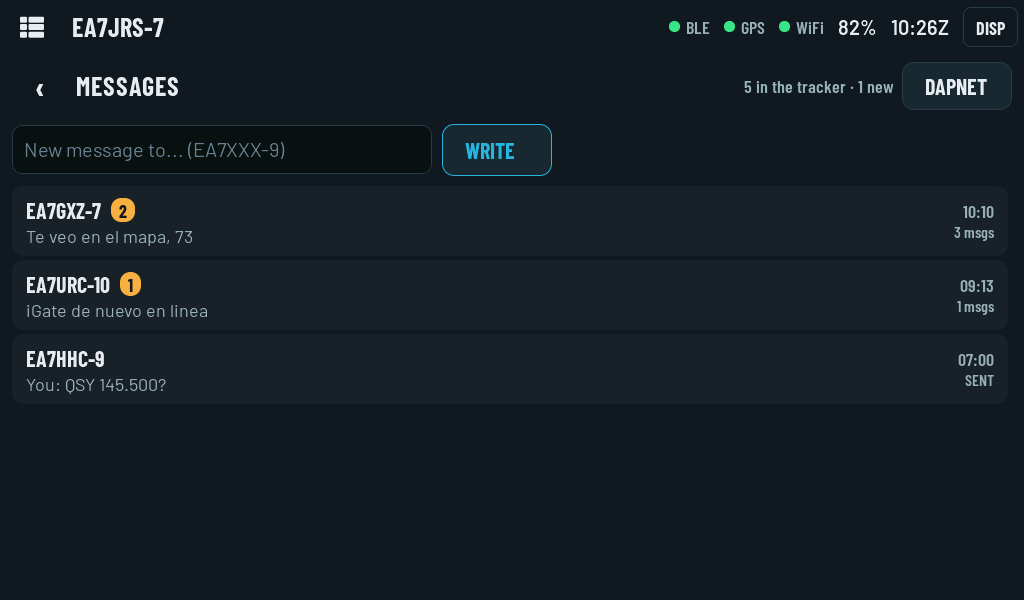 EA7JRS-7
BLE GPS WiFi 82% 10:26Z DISP
‹ MESSAGES
5 in the tracker · 1 new DAPNET
New message to... (EA7XXX-9) WRITE
EA7GXZ-7 2 10:10
Te veo en el mapa, 73 3 msgs
EA7URC-10 1 09:13
iGate de nuevo en linea 1 msgs
EA7HHC-9 07:00
You: QSY 145.500? SENT